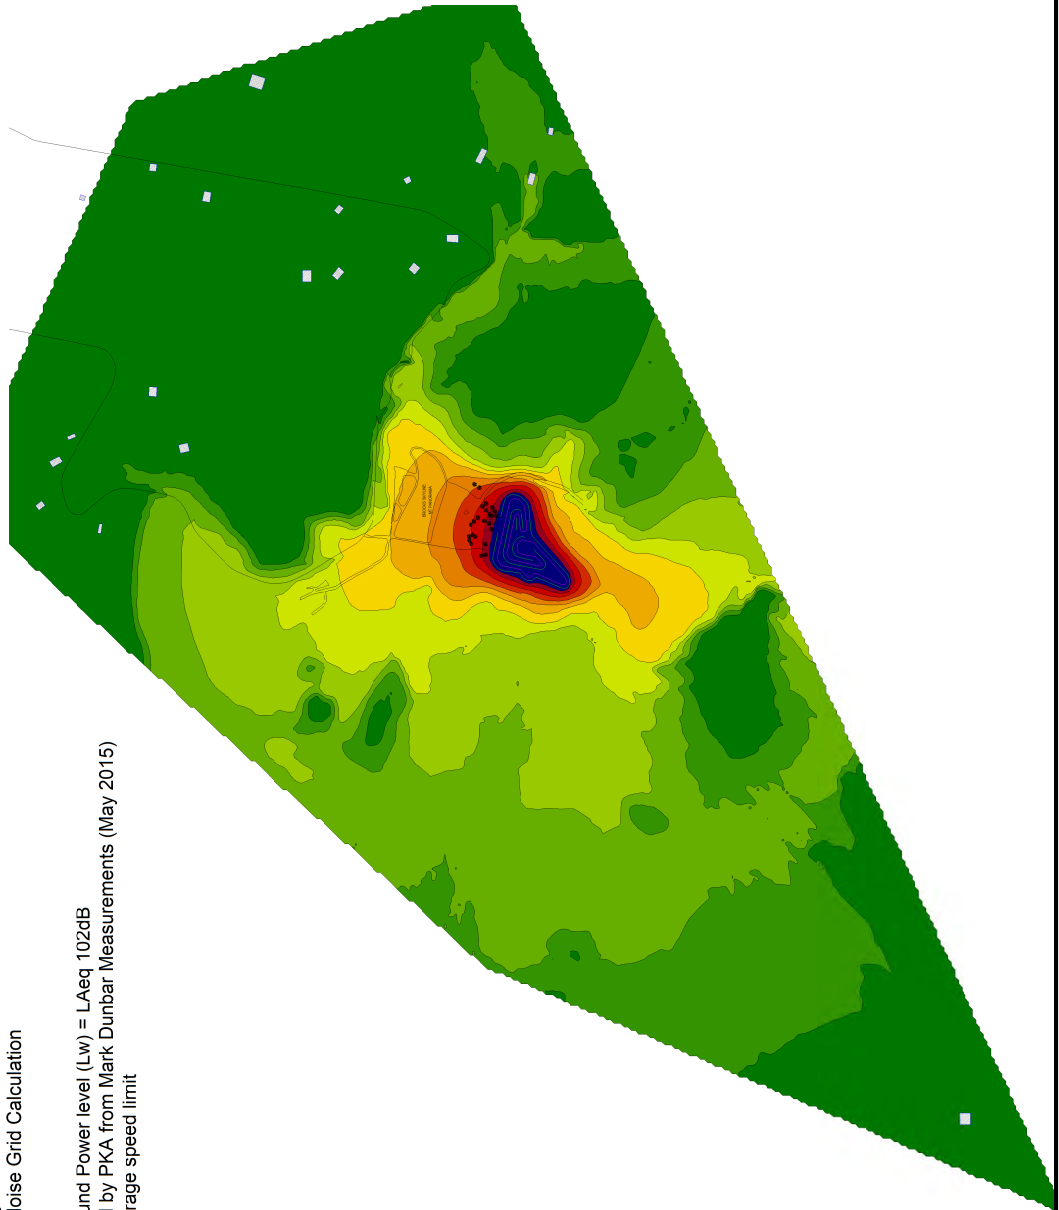 oise Grid Calculation
und Power level (Lw) = LAeq 102dB
by PKA from Mark Dunbar Measurements (May 2015)
rage speed limit